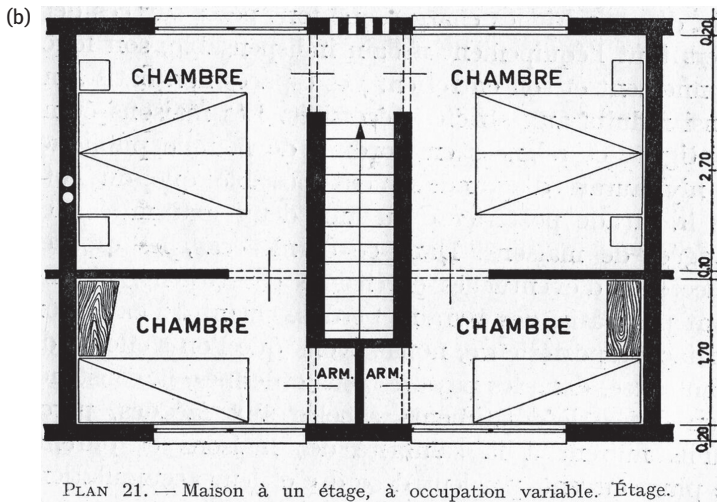 (b)
CHAMBRE CHAMBRE
0,20
2,70
0,10
CHAMBRE CHAMBRE
1,70
ARM. ARM.
0,20
PLAN 21. — Maison à un étage, à occupation variable. Étage.